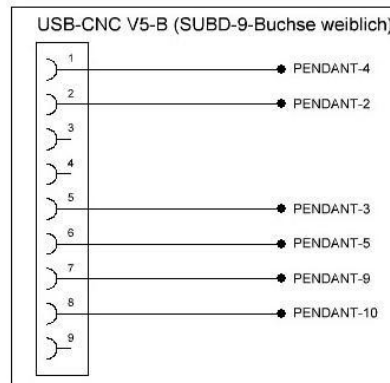 USB-CNC V5-B (SUBD-9-Buchse weiblich)
1 PENDANT-4
2 PENDANT-2
3
4
5 PENDANT-3
6 PENDANT-5
7 PENDANT-9
8 PENDANT-10
9